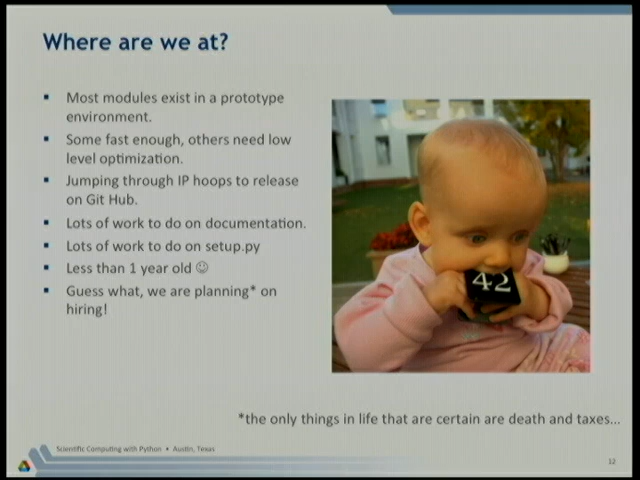 Where are we at?
Most modules exist in a prototype
environment.
Some fast enough, others need low
level optimization.
Jumping through IP hoops to release
on Git Hub.
Lots of work to do on documentation.
Lots of work to do on setup.py
Less than 1 year old ☺
Guess what, we are planning* on
hiring!
42
*the only things in life that are certain are death and taxes...
Scientific Computing with Python • Austin, Texas
12